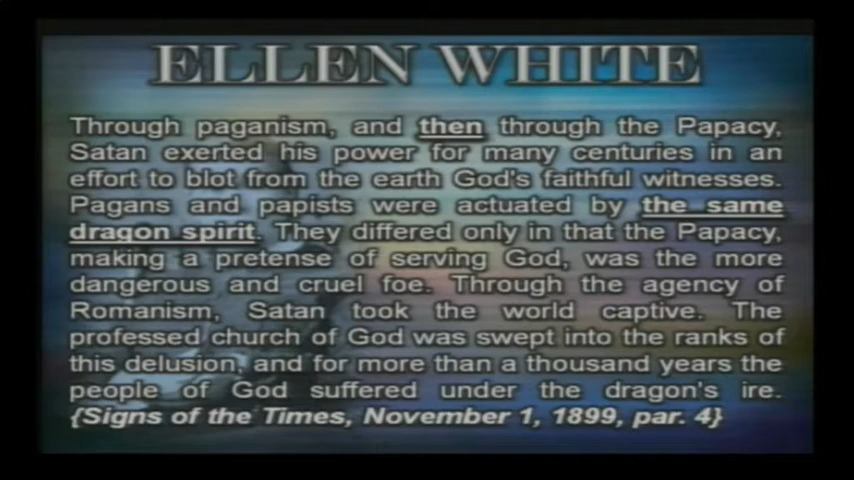 ELLEN WHITE
Through paganism, and then through the Papacy,
Satan exerted his power for many centuries in an
effort to blot from the earth God's faithful witnesses.
Pagans and papists were actuated by the same
dragon spirit. They differed only in that the Papacy,
making a pretense of serving God, was the more
dangerous and cruel foe. Through the agency of
Romanism, Satan took the world captive. The
professed church of God was swept into the ranks of
this delusion, and for more than a thousand years the
people of God suffered under the dragon's ire.
{Signs of the Times, November 1, 1899, par. 4}